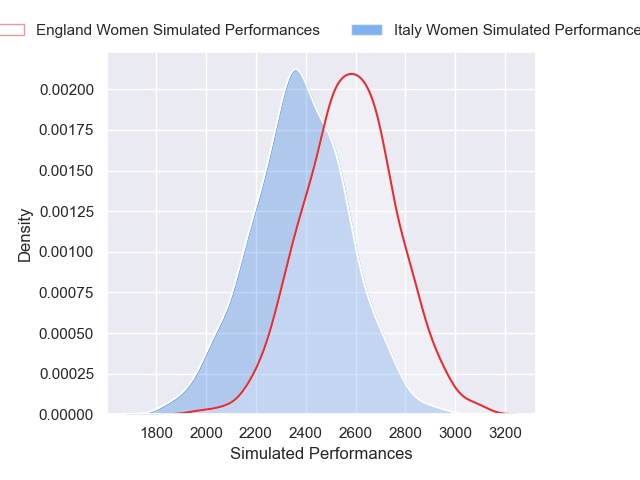 England Women Simulated Performances Italy Women Simulated Performance
0.00200
0.00175
0.00150
0.00125
0.00100
0.00075
0.00050
0.00025
0.00000
Density
1800 2000 2200 2400 2600 2800 3000 3200
Simulated Performances